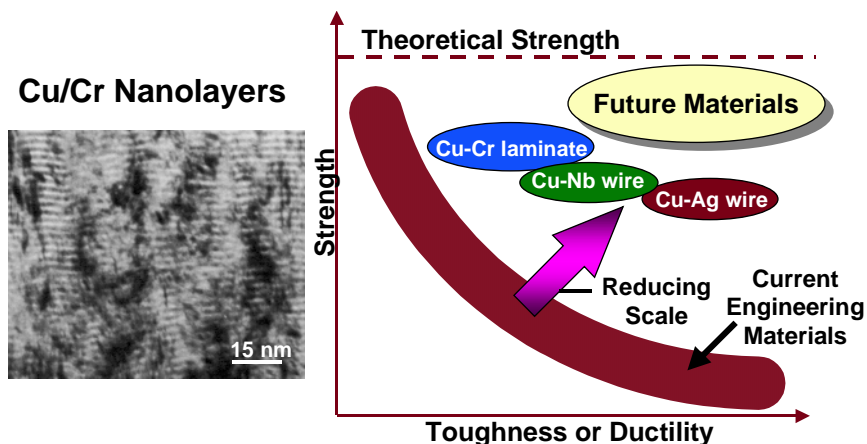 Cu/Cr Nanolayers
15 nm
Theoretical Strength
Future Materials
Cu-Cr laminate
Cu-Nb wire
Cu-Ag wire
Strength
Reducing
Scale
Current
Engineering
Materials
Toughness or Ductility